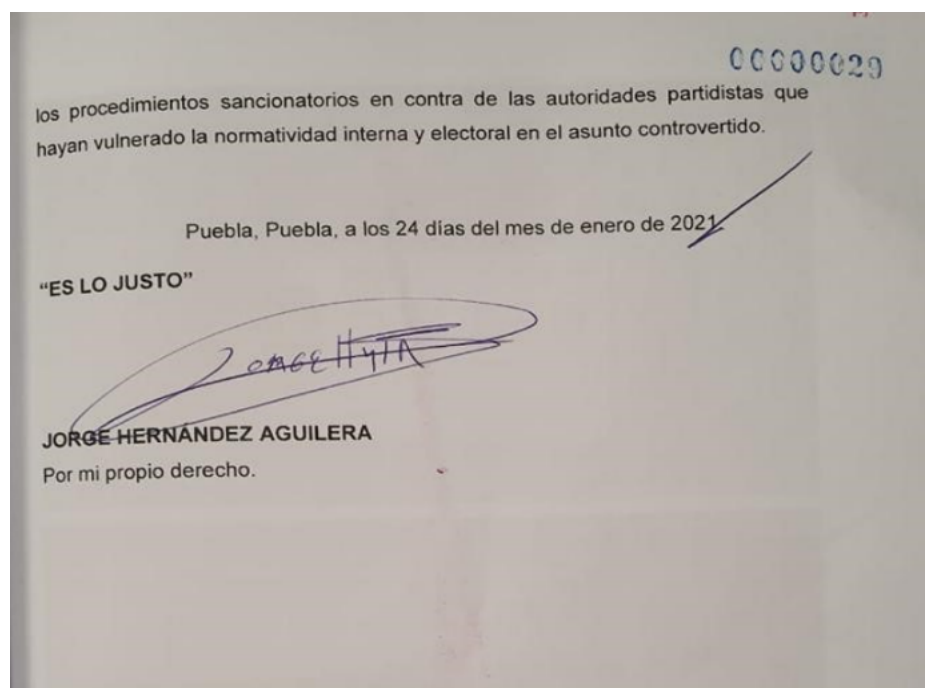 00000029
los procedimientos sancionatorios en contra de las autoridades partidistas que
hayan vulnerado la normatividad interna y electoral en el asunto controvertido.
Puebla, Puebla, a los 24 días del mes de enero de 2021.
“ES LO JUSTO”
JORGE HERNÁNDEZ AGUILERA
Por mi propio derecho.